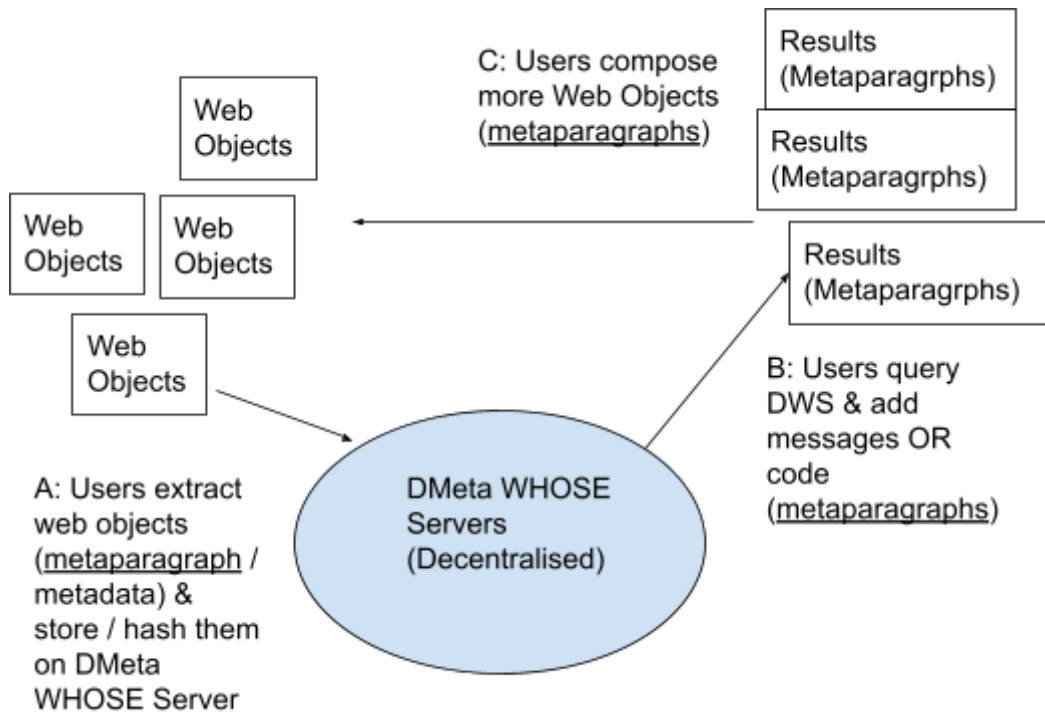 Web
Objects
Web
Objects
Web
Objects
Web
Objects
A: Users extract
web objects
(metaparagraph /
metadata) &
store / hash them
on DMeta
WHOSE Server
DMeta WHOSE
Servers
(Decentralised)
C: Users compose
more Web Objects
(metaparagraphs)
Results
(Metaparagrphs)
Results
(Metaparagrphs)
Results
(Metaparagrphs)
B: Users query
DWS & add
messages OR
code
(metaparagraphs)